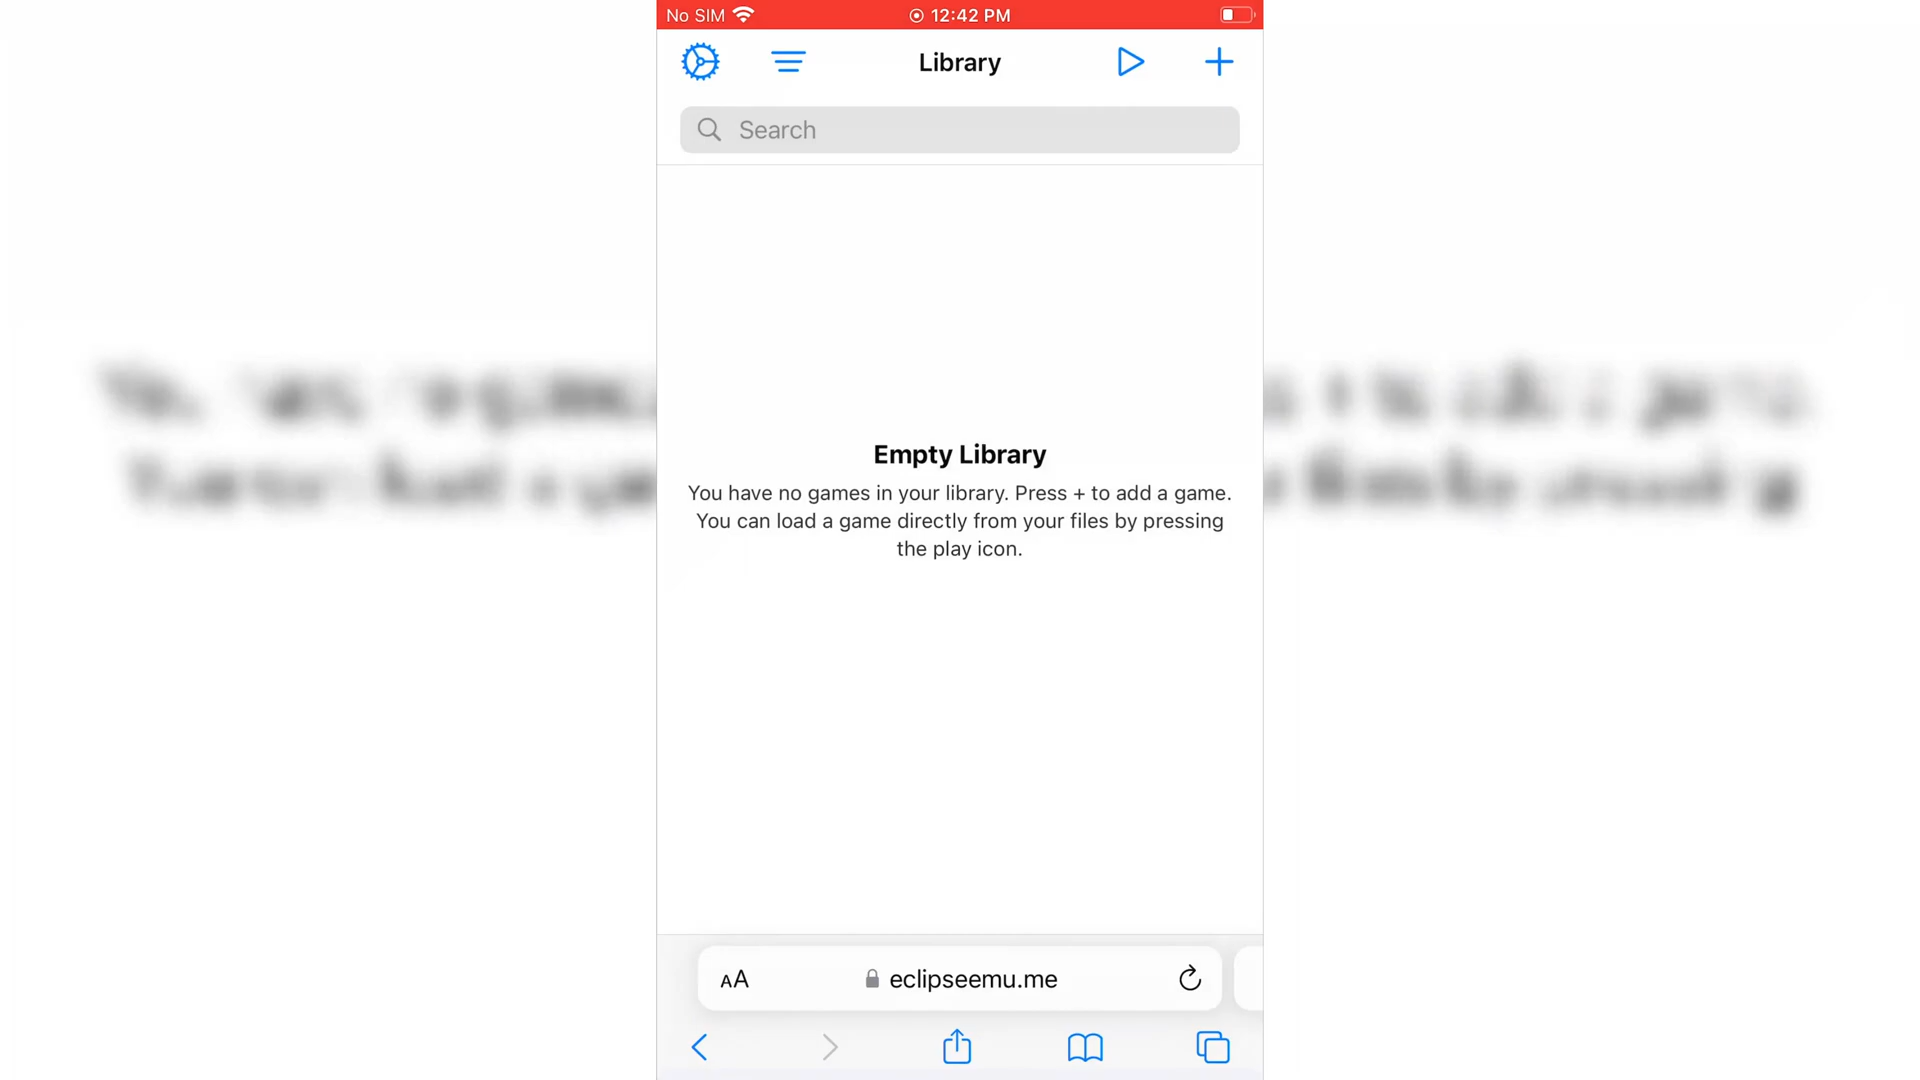 No SIM 12:42 PM
Library
Search
Empty Library
You have no games in your library. Press + to add a game.
You can load a game directly from your files by pressing
the play icon.
AA eclipseemu.me